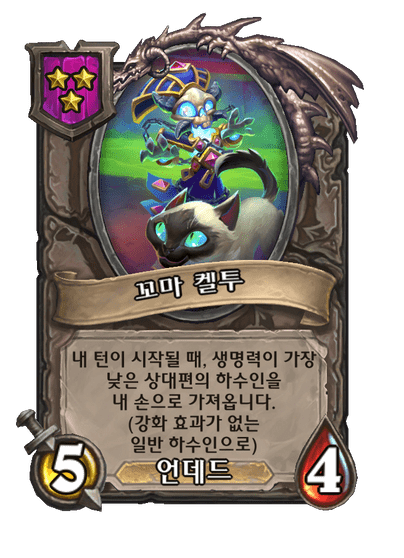 꼬마 켈투
내 턴이 시작될 때, 생명력이 가장
낮은 상대편의 하수인을
내 손으로 가져옵니다.
(강화 효과가 없는
일반 하수인으로)
언데드
5
4